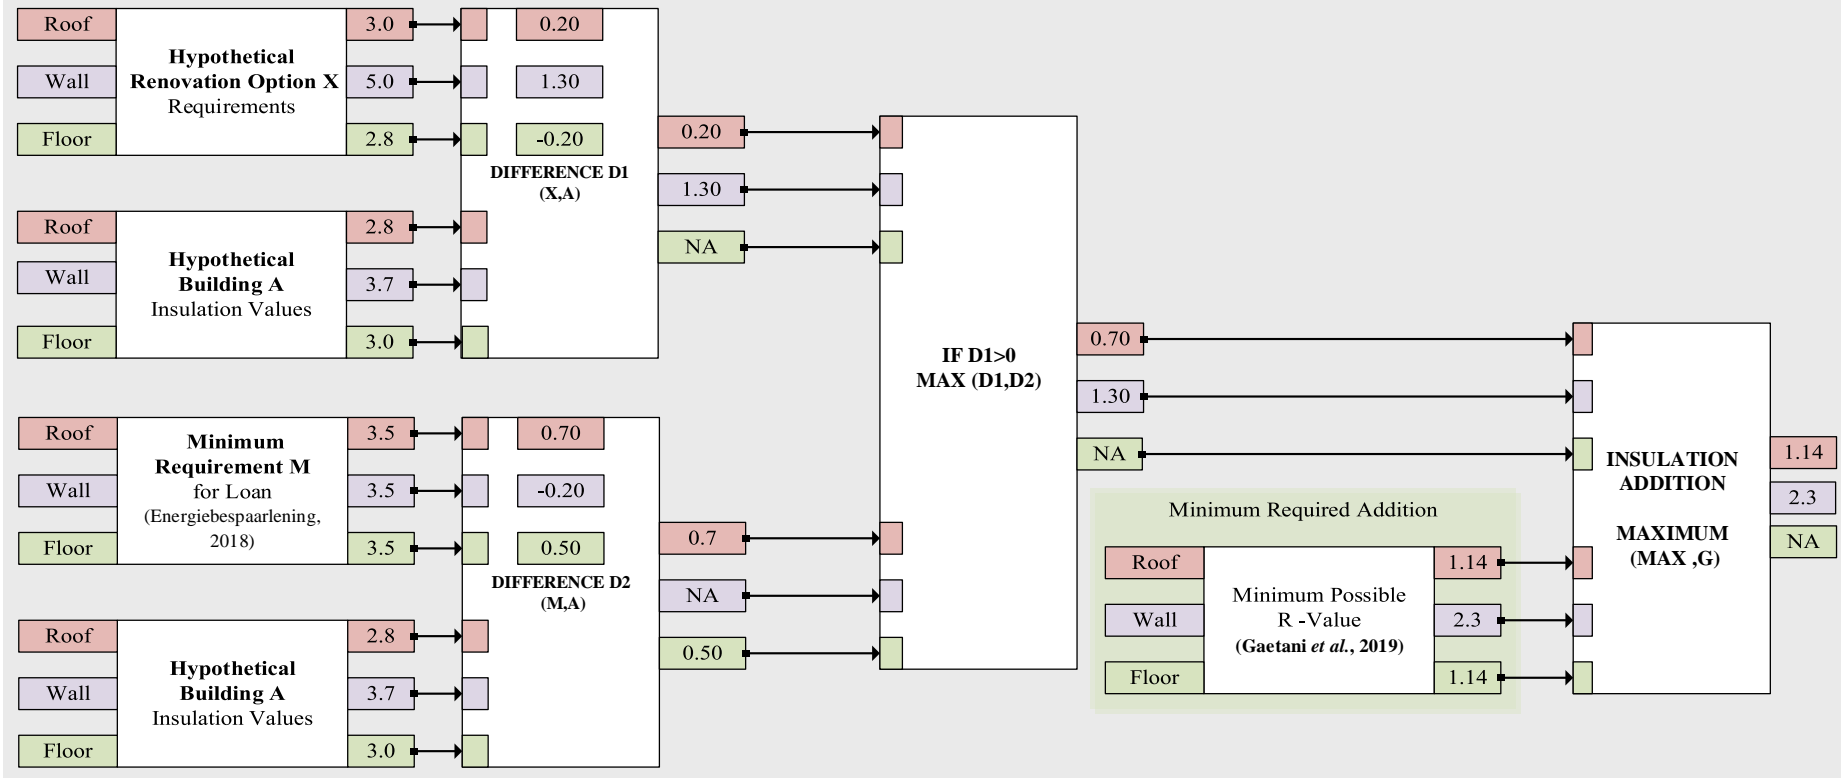 Roof
Hypothetical
Renovation Option X
Requirements
3.0
Wall
5.0
Floor
2.8
0.20
1.30
-0.20
DIFFERENCE D1
(X,A)
Roof
Hypothetical
Building A
Insulation Values
2.8
Wall
3.7
Floor
3.0
0.20
1.30
NA
Roof
Minimum
Requirement M
for Loan
(Energiebespaarlening,
2018)
3.5
Wall
3.5
Floor
3.5
0.70
-0.20
0.50
DIFFERENCE D2
(M,A)
Roof
Hypothetical
Building A
Insulation Values
2.8
Wall
3.7
Floor
3.0
0.7
NA
0.50
IF D1>0
MAX (D1,D2)
0.70
1.30
NA
Minimum Required Addition
Roof
Wall
Floor
Minimum Possible
R -Value
(Gaetani et al., 2019)
1.14
2.3
1.14
INSULATION
ADDITION
MAXIMUM
(MAX ,G)
1.14
2.3
NA